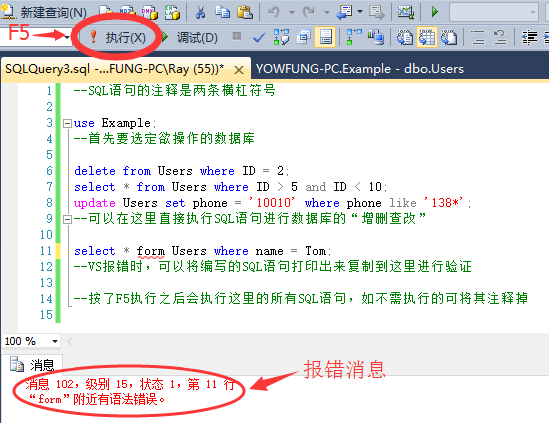 新建查询(N)
F5
执行(X)
调试(D)
SQLQuery3.sql -...FUNG-PC\Ray (55))*
YOWFUNG-PC.Example - dbo.Users
1 --SQL语句的注释是两条横杠符号
2
3 use Example;
4 --首先要选定欲操作的数据库
5
6 delete from Users where ID = 2;
7 select * from Users where ID > 5 and ID < 10;
8 update Users set phone = '10010' where phone like '138*';
9 --可以在这里直接执行SQL语句进行数据库的“增删查改”
10
11 select * form Users where name = Tom;
12 --VS报错时，可以将编写的SQL语句打印出来复制到这里进行验证
13
14 --按了F5执行之后会执行这里的所有SQL语句，如不需执行的可将其注释掉
15
100 %
消息
报错消息
消息 102，级别 15，状态 1，第 11 行
“form”附近有语法错误。